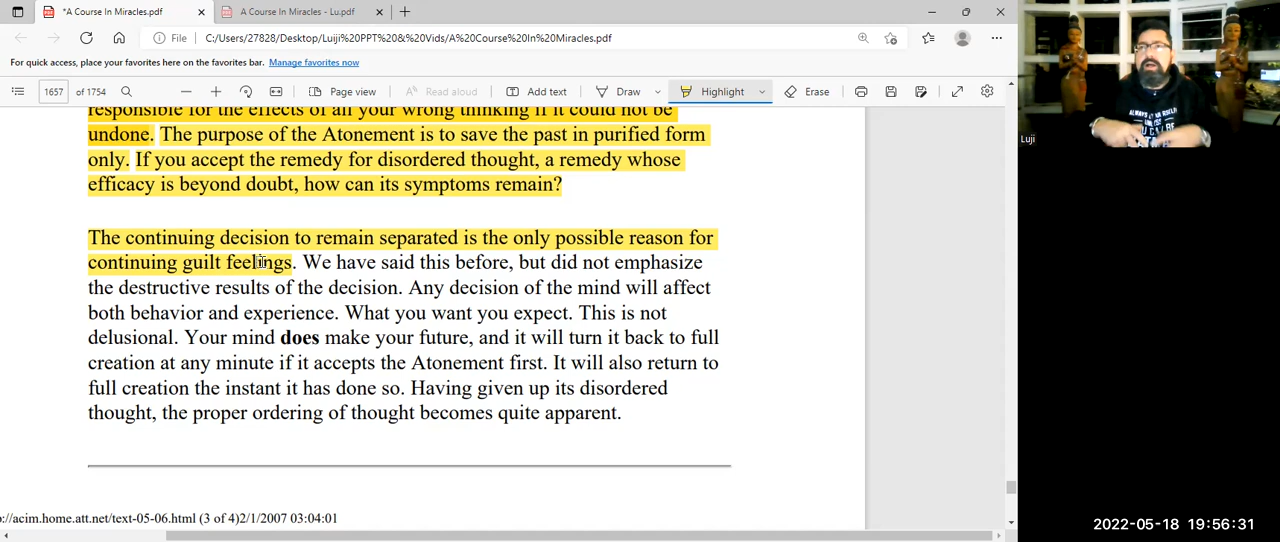 *A Course In Miracles.pdf
A Course In Miracles - Lu.pdf
File
C:/Users/27828/Desktop/Luiji%20PPT%20&%20Vids/A%20Course%20In%20Miracles.pdf
For quick access, place your favorites here on the favorites bar. Manage favorites now
1657 of 1754
Page view
Read aloud
Add text
Draw
Highlight
Erase
responsible for the effects of all your wrong thinking if it could not be
undone. The purpose of the Atonement is to save the past in purified form
only. If you accept the remedy for disordered thought, a remedy whose
efficacy is beyond doubt, how can its symptoms remain?
The continuing decision to remain separated is the only possible reason for
continuing guilt feelings. We have said this before, but did not emphasize
the destructive results of the decision. Any decision of the mind will affect
both behavior and experience. What you want you expect. This is not
delusional. Your mind does make your future, and it will turn it back to full
creation at any minute if it accepts the Atonement first. It will also return to
full creation the instant it has done so. Having given up its disordered
thought, the proper ordering of thought becomes quite apparent.
://acim.home.att.net/text-05-06.html (3 of 4)2/1/2007 03:04:01
Luji
2022-05-18 19:56:31